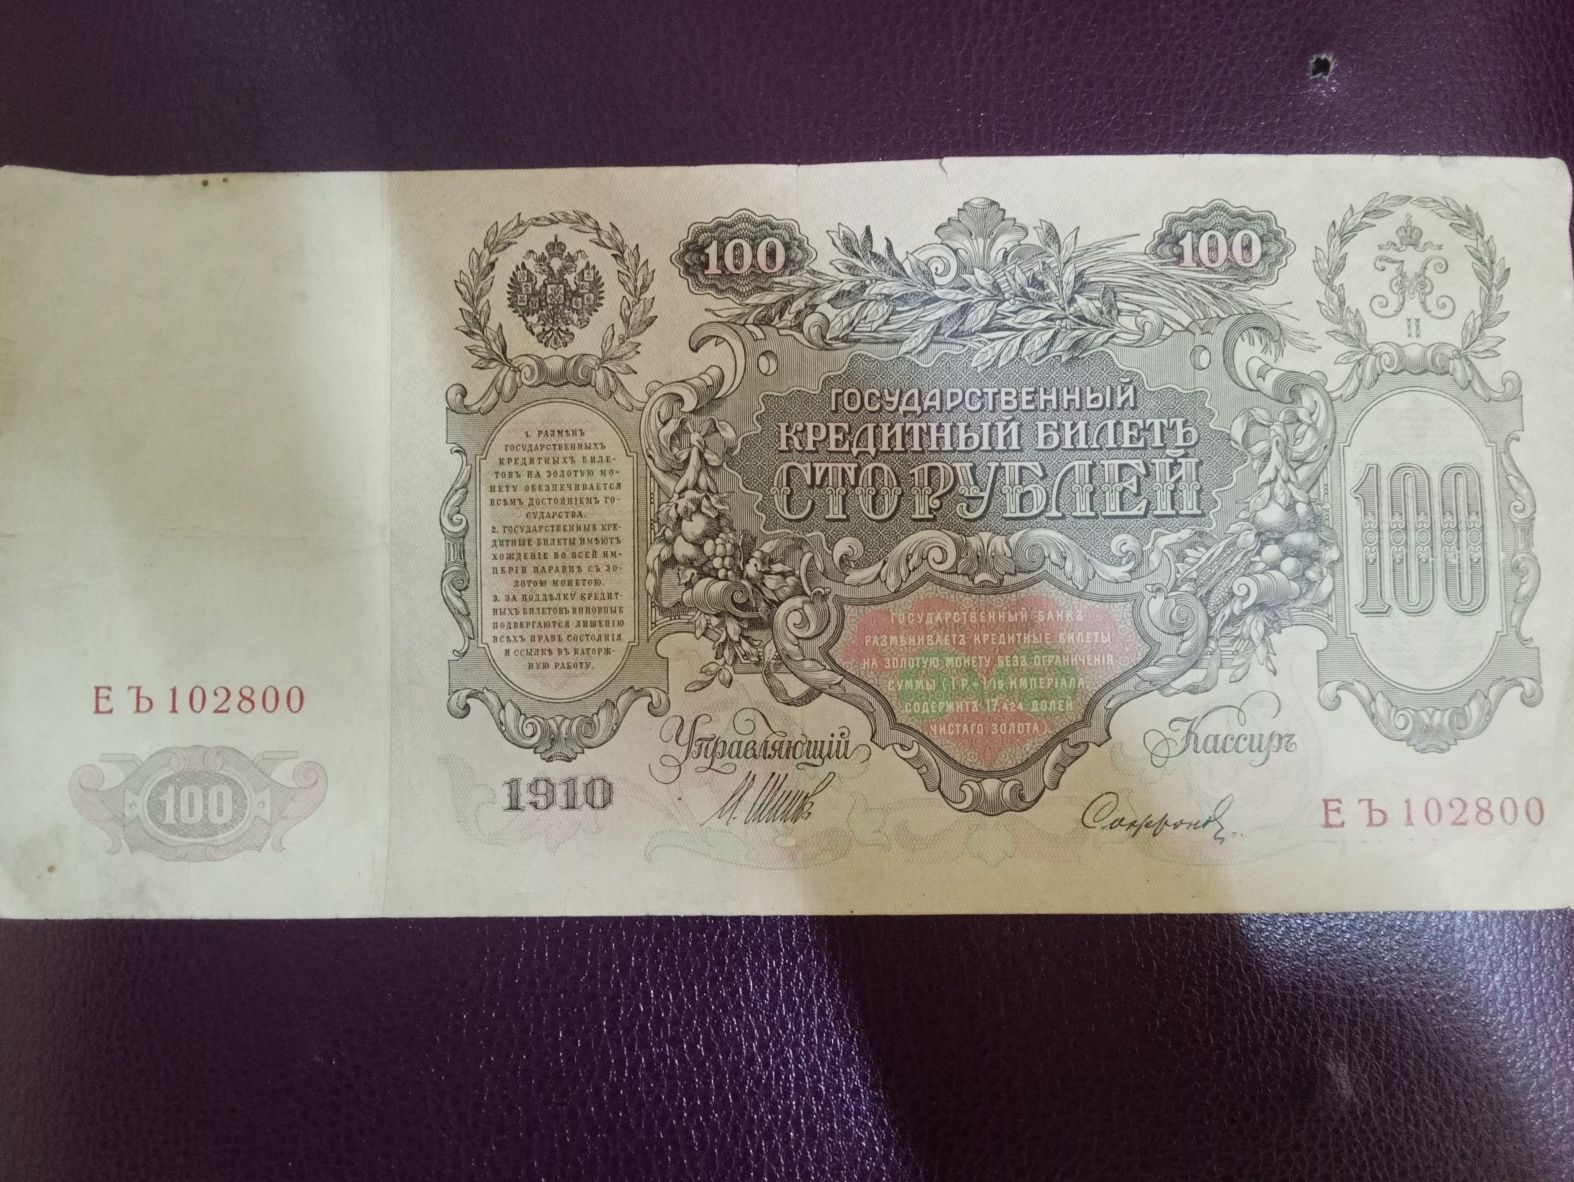 100
100
Н
II
ГОСУДАРСТВЕННЫЙ
КРЕДИТНЫЙ БИЛЕТЪ
СТО РУБЛЕЙ
1. РАЗМѢНЪ
ГОСУДАРСТВЕННЫХЪ
КРЕДИТНЫХЪ БИЛЕ-
ТОВЪ НА ЗОЛОТУЮ МО-
НЕТУ ОБЕЗПЕЧИВАЕТСЯ
ВСѢМЪ ДОСТОЯНІЕМЪ ГО-
СУДАРСТВА.
2. ГОСУДАРСТВЕННЫЕ КРЕ-
ДИТНЫЕ БИЛЕТЫ ИМѢЮТЪ
ХОЖДЕНІЕ ВО ВСЕЙ ИМ-
ПЕРІИ НАРАВНѢ СЪ ЗО-
ЛОТОЮ МОНЕТОЮ.
3. ЗА ПОДДѢЛКУ КРЕДИТ-
НЫХЪ БИЛЕТОВЪ ВИНОВНЫЕ
ПОДВЕРГАЮТСЯ ЛИШЕНІЮ
ВСѢХЪ ПРАВЪ СОСТОЯНІЯ
И ССЫЛКѢ ВЪ КАТОРЖ-
НУЮ РАБОТУ.
100
ГОСУДАРСТВЕННЫЙ БАНКЪ
РАЗМѢНИВАЕТЪ КРЕДИТНЫЕ БИЛЕТЫ
НА ЗОЛОТУЮ МОНЕТУ БЕЗЪ ОГРАНИЧЕНІЯ
СУММЫ (1 Р. = 1/15 ИМПЕРІАЛА,
СОДЕРЖИТЪ 17,424 ДОЛЕЙ
ЧИСТАГО ЗОЛОТА)
ЕЪ 102800
100
Управляющій
Кассиръ
1910
И. Шиповъ
Софроновъ
ЕЪ 102800